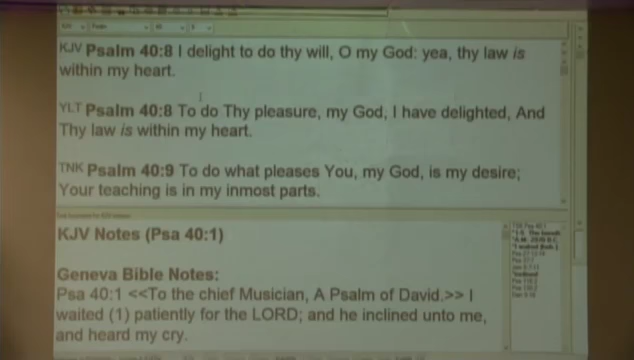 KJV Psalm 40:8 I delight to do thy will, O my God: yea, thy law is
within my heart.
YLT Psalm 40:8 To do Thy pleasure, my God, I have delighted, And
Thy law is within my heart.
TNK Psalm 40:9 To do what pleases You, my God, is my desire;
Your teaching is in my inmost parts.
KJV Notes (Psa 40:1)
Geneva Bible Notes:
Psa 40:1 <<To the chief Musician, A Psalm of David.>> I
waited (1) patiently for the LORD; and he inclined unto me,
and heard my cry.